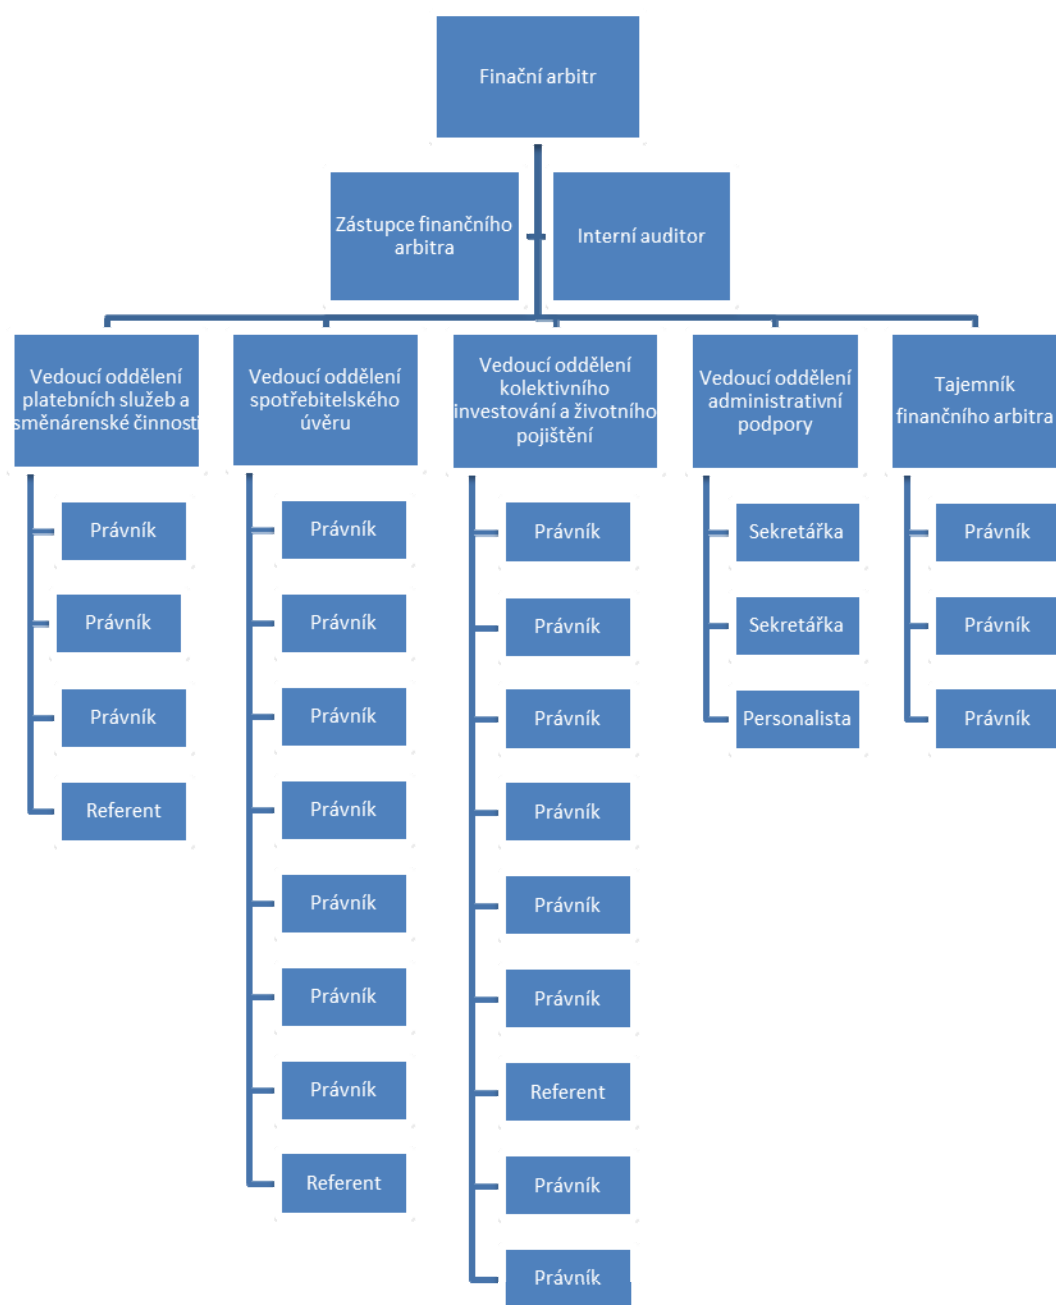 Finační arbitr
Zástupce finančního
arbitra
Interní auditor
Vedoucí oddělení
platebních služeb a
směnárenské činnosti
Právník
Právník
Právník
Referent
Vedoucí oddělení
spotřebitelského
úvěru
Právník
Právník
Právník
Právník
Právník
Právník
Právník
Referent
Vedoucí oddělení
kolektivního
investování a životního
pojištění
Právník
Právník
Právník
Právník
Právník
Právník
Referent
Právník
Právník
Vedoucí oddělení
administrativní
podpory
Sekretářka
Sekretářka
Personalista
Tajemník
finančního arbitra
Právník
Právník
Právník